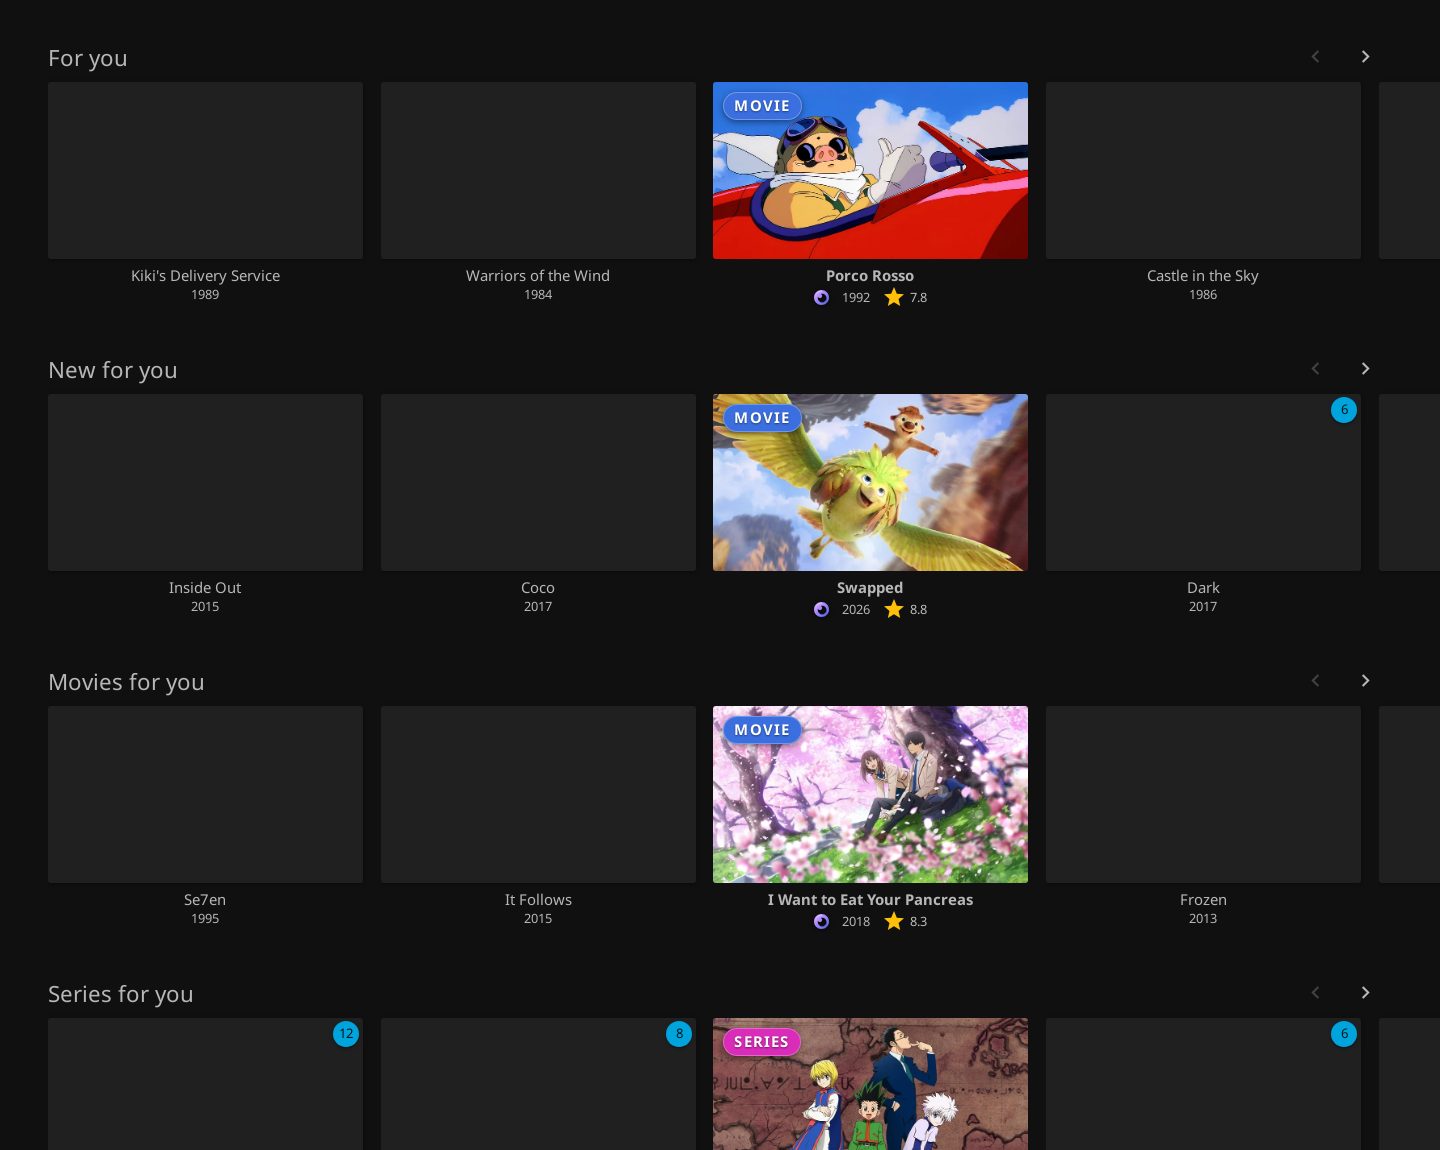 For you
MOVIE
Kiki's Delivery Service
1989
Warriors of the Wind
1984
Porco Rosso
1992 7.8
Castle in the Sky
1986
New for you
MOVIE
6
Inside Out
2015
Coco
2017
Swapped
2026 8.8
Dark
2017
Movies for you
MOVIE
Se7en
1995
It Follows
2015
I Want to Eat Your Pancreas
2018 8.3
Frozen
2013
Series for you
12
8
SERIES
6